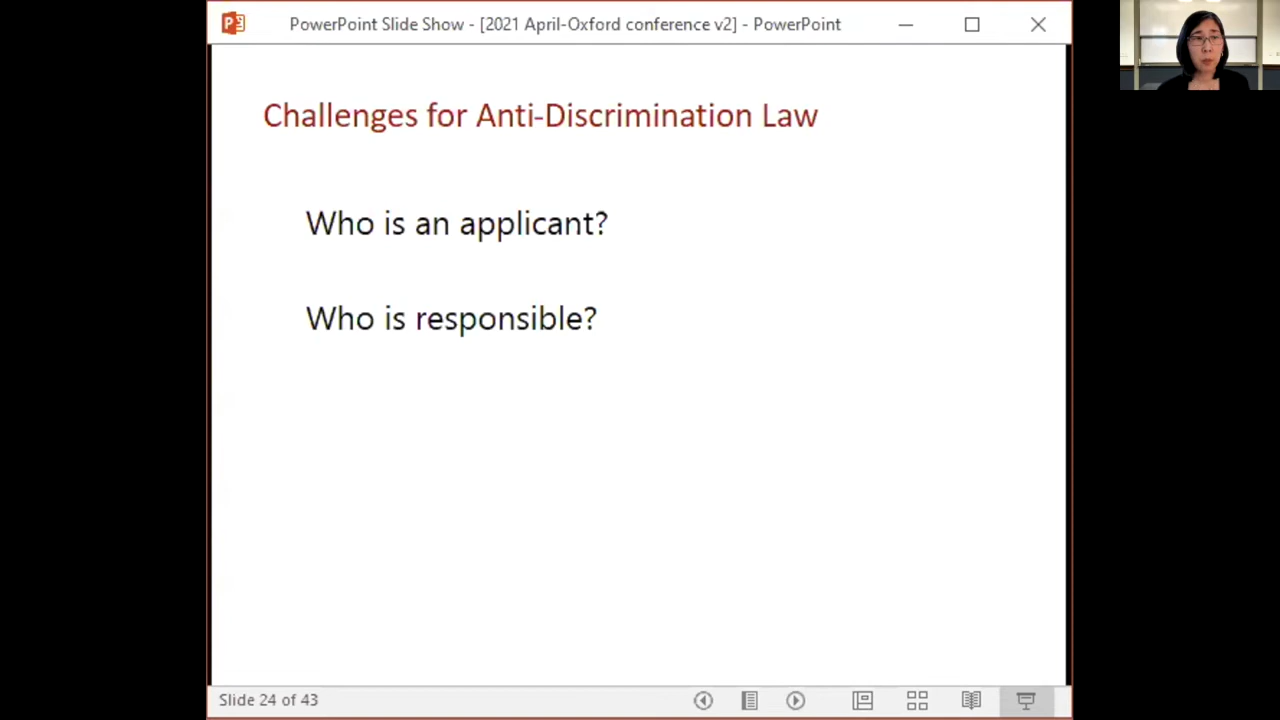 PowerPoint Slide Show - [2021 April-Oxford conference v2] - PowerPoint
Challenges for Anti-Discrimination Law
Who is an applicant?
Who is responsible?
Slide 24 of 43